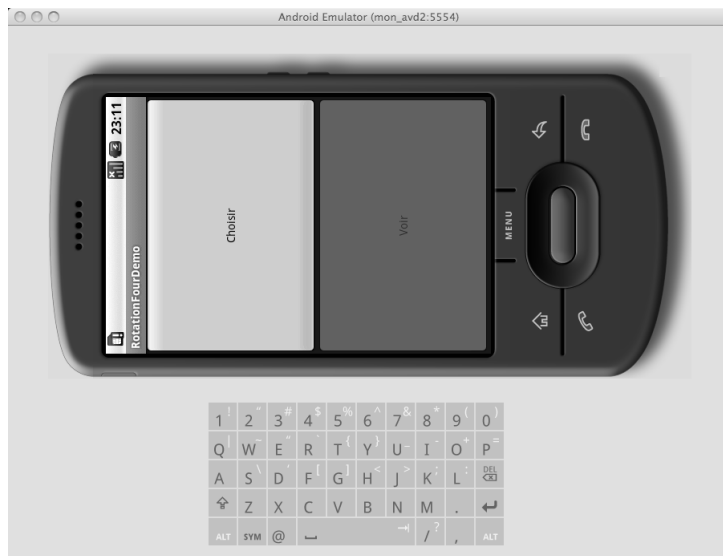 Android Emulator (mon_avd2:5554)
23:11
RotationFourDemo
Choisir
Voir
MENU
1 ! 2 " 3 # 4 $ 5 % 6 ^ 7 & 8 * 9 ( 0 )
Q | W ~ E " R ` T { Y } U _ I - O + P =
A S \ D ' F [ G ] H < J > K ; L : DEL
Z X C V B N M .
ALT SYM @ / ? , ALT